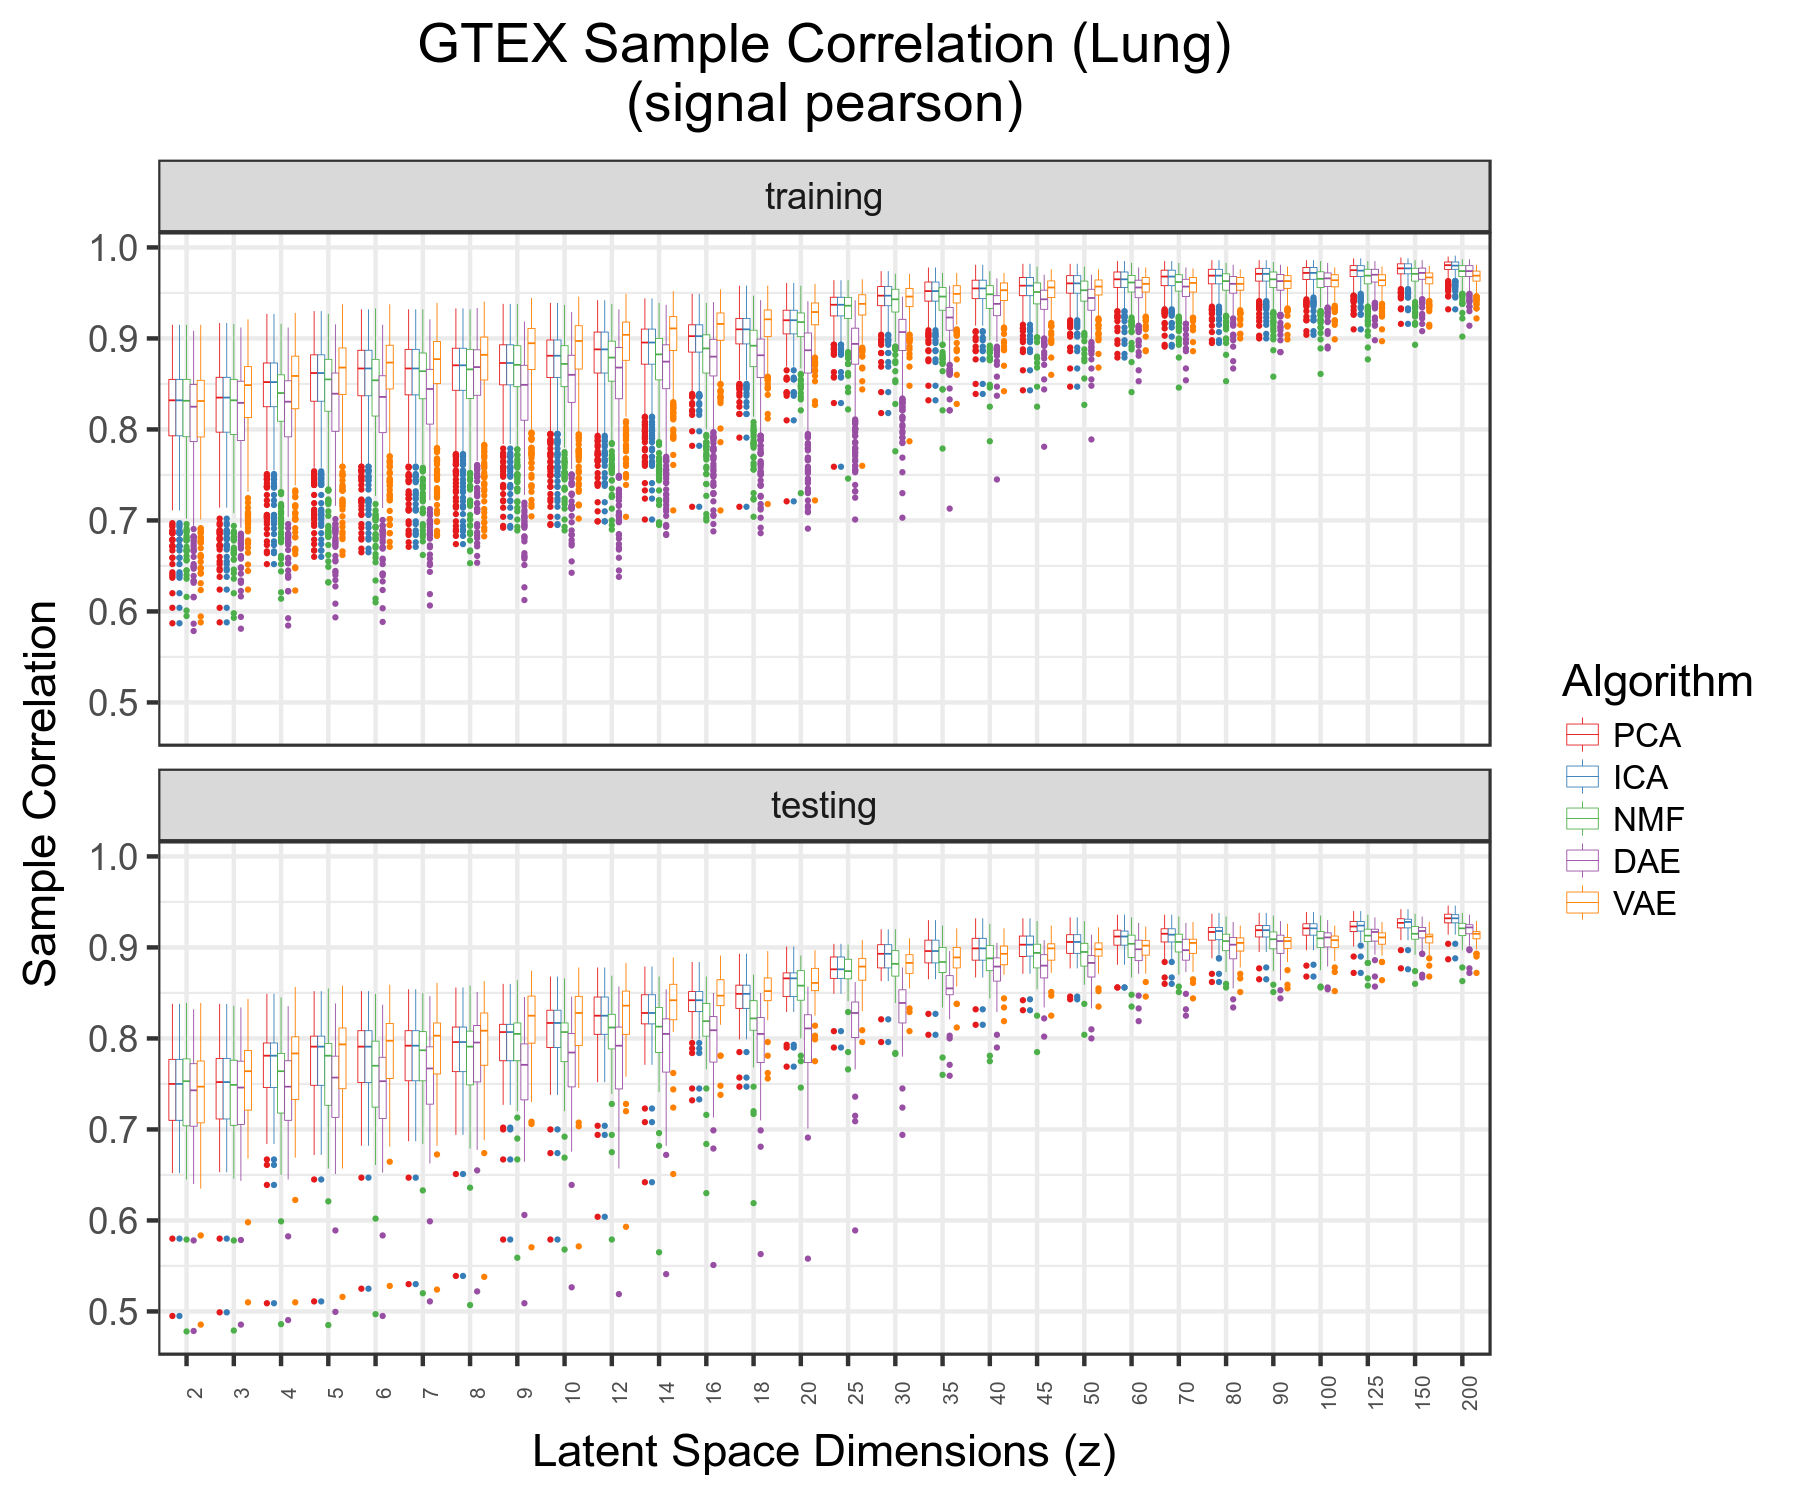 GTEX Sample Correlation (Lung)
(signal pearson)
training
1.0
0.9
0.8
0.7
0.6
0.5
testing
1.0
0.9
0.8
0.7
0.6
0.5
Sample Correlation
2 3 4 5 6 7 8 9 10 12 14 16 18 20 25 30 35 40 45 50 60 70 80 90 100 125 150 200
Latent Space Dimensions (z)
Algorithm
PCA
ICA
NMF
DAE
VAE